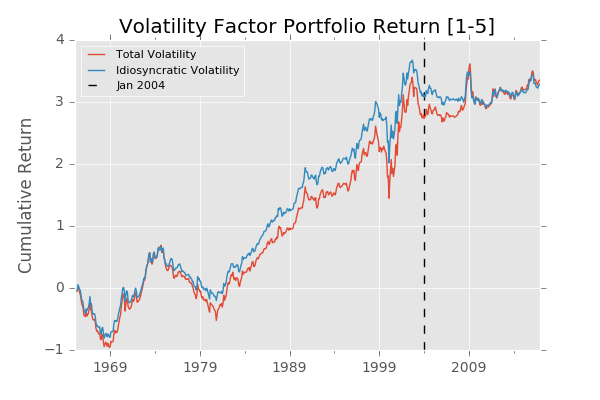 Volatility Factor Portfolio Return [1-5]
Total Volatility
Idiosyncratic Volatility
Jan 2004
Cumulative Return
4
3
2
1
0
−1
1969 1979 1989 1999 2009